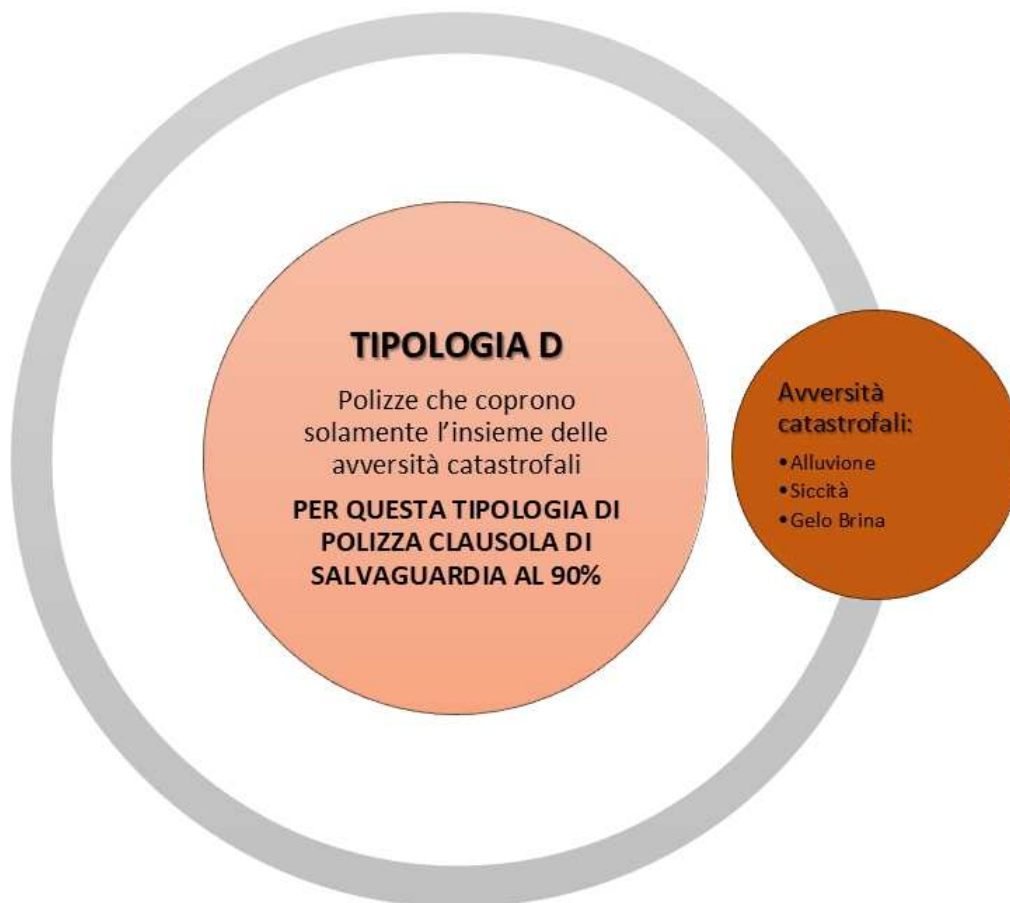 TIPOLOGIA D
Polizze che coprono
solamente l’insieme delle
avversità catastrofali
PER QUESTA TIPOLOGIA DI
POLIZZA CLAUSOLA DI
SALVAGUARDIA AL 90%
Avversità
catastrofali:
•Alluvione
•Siccità
•Gelo Brina